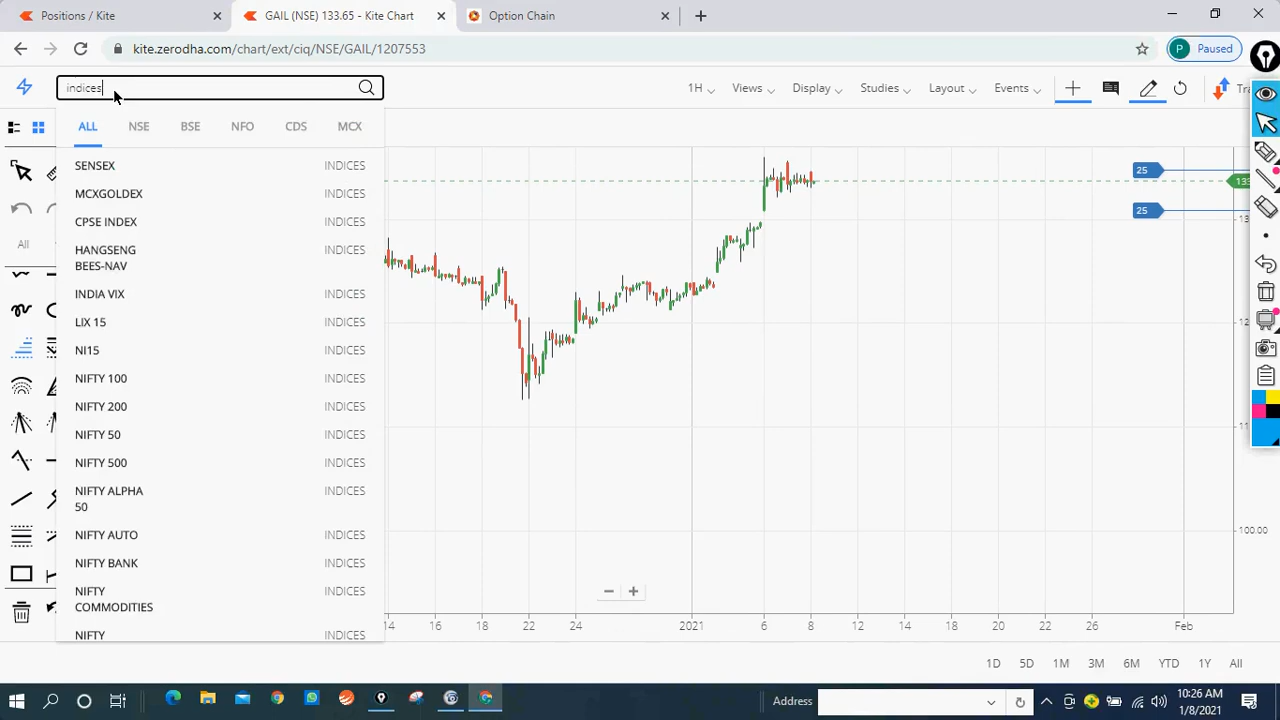 Positions / Kite
GAIL (NSE) 133.65 - Kite Chart
Option Chain
kite.zerodha.com/chart/ext/ciq/NSE/GAIL/1207553
P Paused
indices
1H
Views
Display
Studies
Layout
Events
ALL NSE BSE NFO CDS MCX
SENSEX INDICES
MCXGOLDEX INDICES
CPSE INDEX INDICES
HANGSENG INDICES
BEES-NAV
INDIA VIX INDICES
LIX 15 INDICES
NI15 INDICES
NIFTY 100 INDICES
NIFTY 200 INDICES
NIFTY 50 INDICES
NIFTY 500 INDICES
NIFTY ALPHA INDICES
50
NIFTY AUTO INDICES
NIFTY BANK INDICES
NIFTY INDICES
COMMODITIES
NIFTY INDICES
All
25
25
100.00
14 16 18 22 24 2021 6 8 12 14 18 20 22 26 Feb
1D 5D 1M 3M 6M YTD 1Y All
Address
10:26 AM
1/8/2021